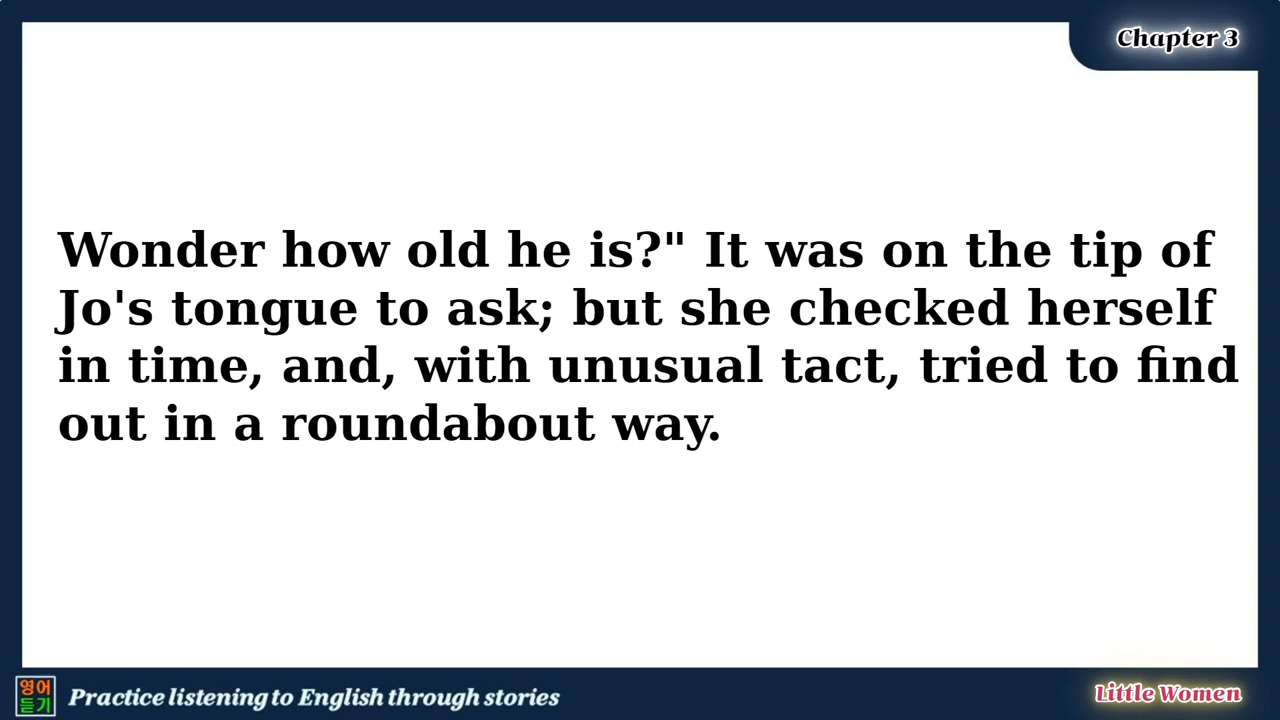 Chapter 3
Wonder how old he is?" It was on the tip of
Jo's tongue to ask; but she checked herself
in time, and, with unusual tact, tried to find
out in a roundabout way.
영어
듣기
Practice listening to English through stories
Little Women